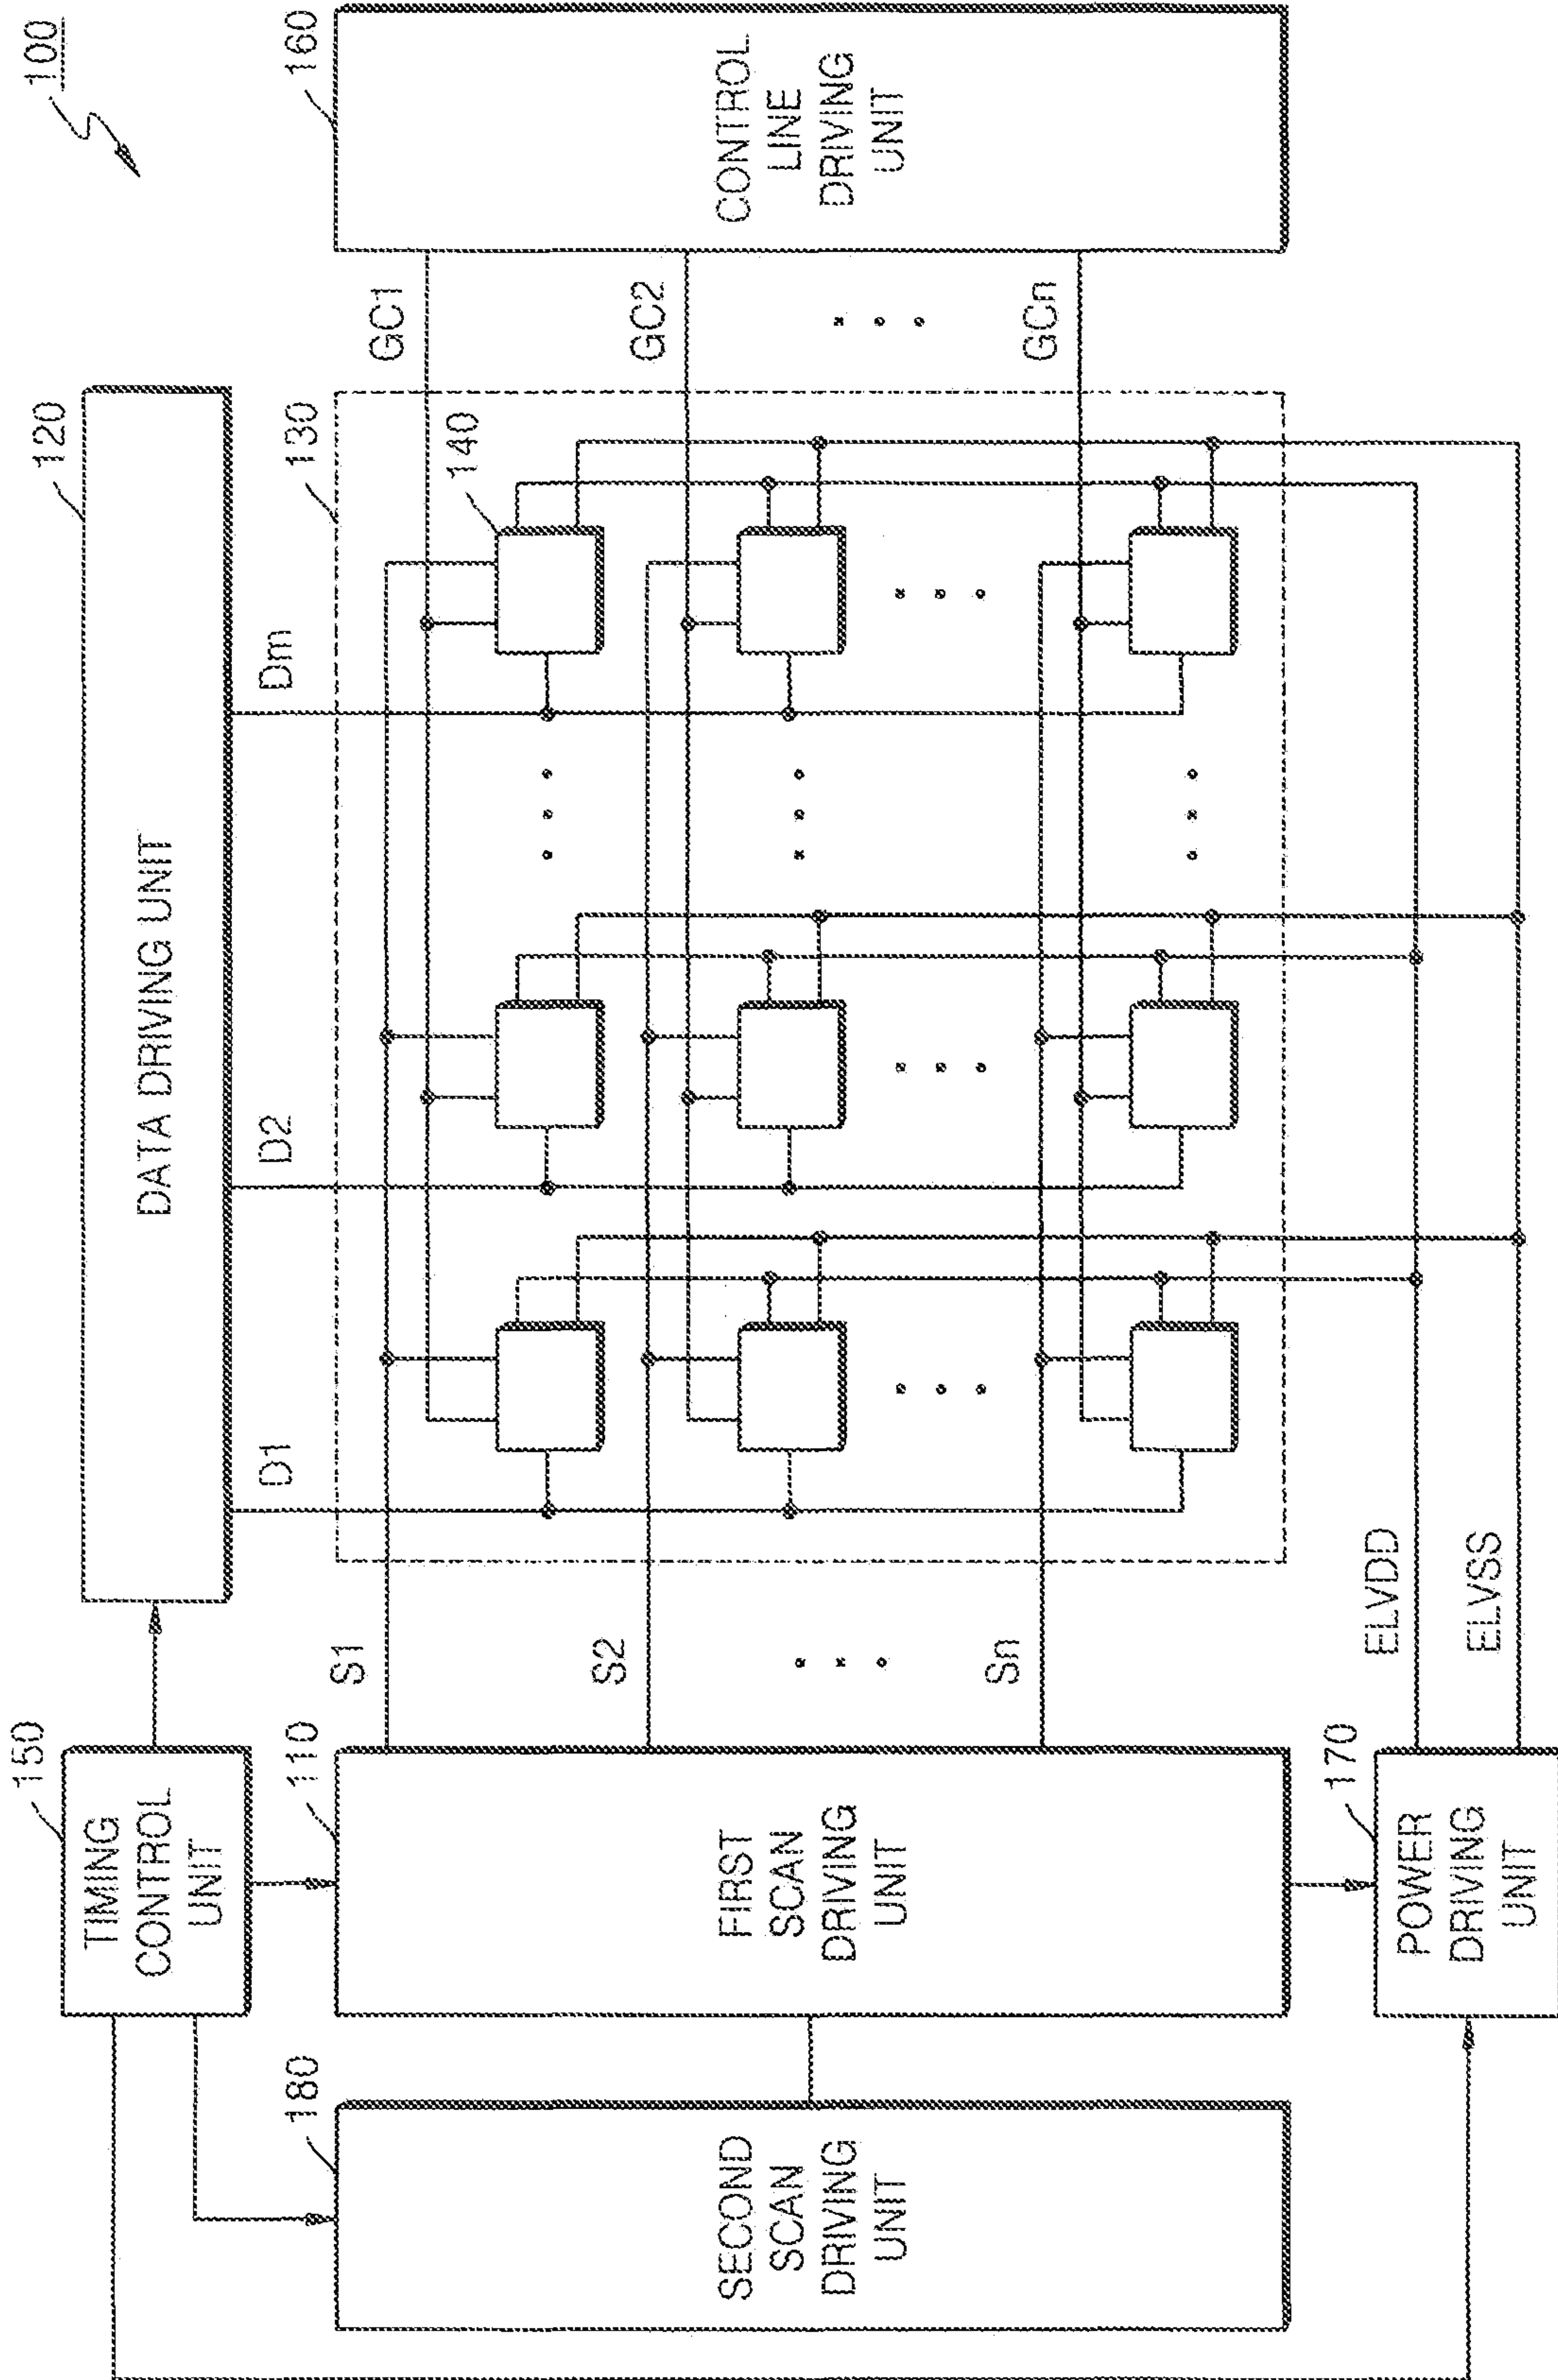 100
150
TIMING
CONTROL
UNIT
120
DATA DRIVING UNIT
D1
D2
Dm
180
SECOND
SCAN
DRIVING
UNIT
110
FIRST
SCAN
DRIVING
UNIT
S1
S2
Sn
130
140
GC1
GC2
GCn
160
CONTROL
LINE
DRIVING
UNIT
170
POWER
DRIVING
UNIT
ELVDD
ELVSS